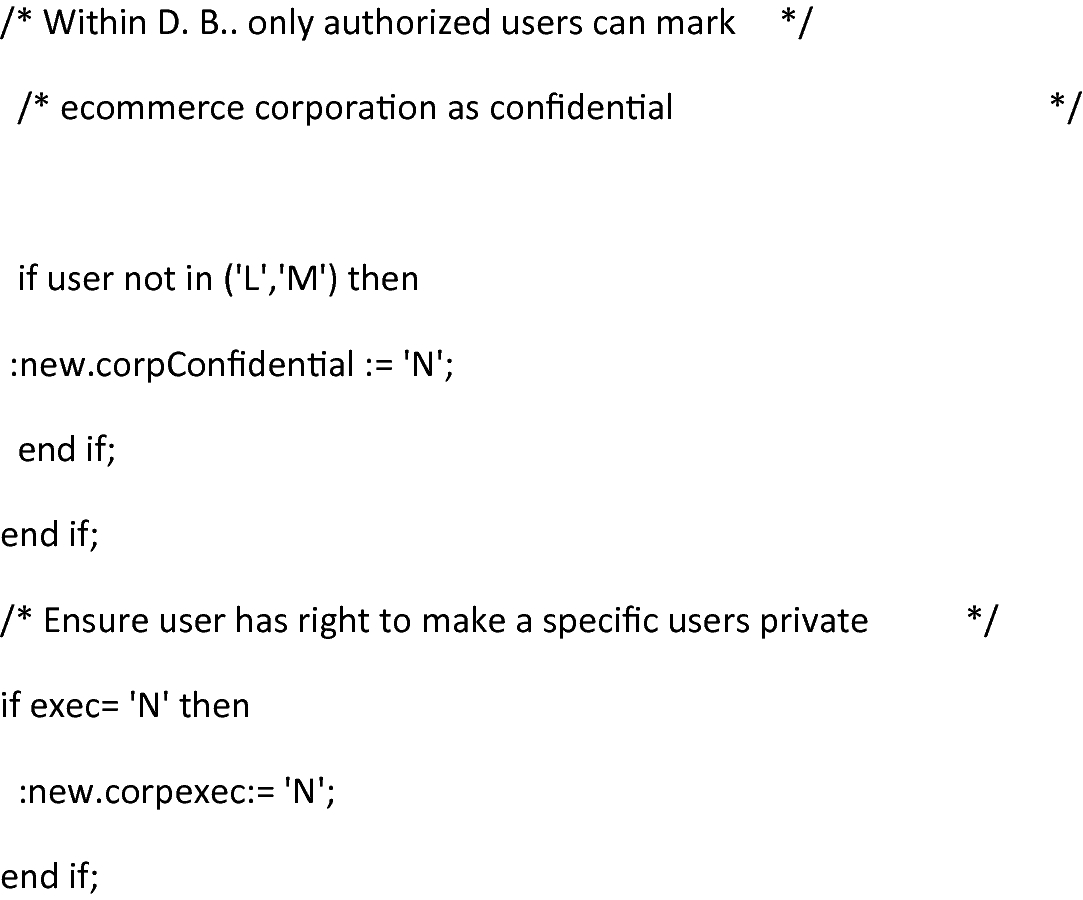 /* Within D. B.. only authorized users can mark */
/* ecommerce corporation as confidential */
if user not in ('L','M') then
:new.corpConfidential := 'N';
end if;
end if;
/* Ensure user has right to make a specific users private */
if exec= 'N' then
:new.corpexec:= 'N';
end if;